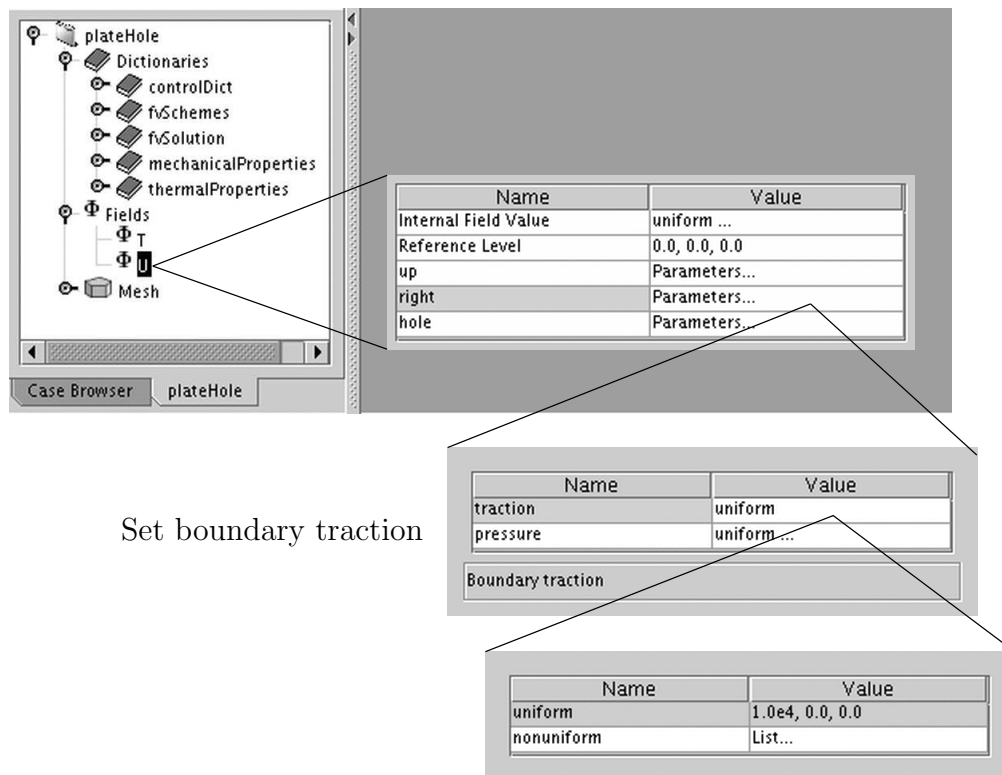 plateHole
Dictionaries
controlDict
fvSchemes
fvSolution
mechanicalProperties
thermalProperties
Fields
Φ T
Φ U
Mesh
Case Browser plateHole
Name Value
Internal Field Value uniform ...
Reference Level 0.0, 0.0, 0.0
up Parameters...
right Parameters...
hole Parameters...
Set boundary traction
Name Value
traction uniform
pressure uniform ...
Boundary traction
Name Value
uniform 1.0e4, 0.0, 0.0
nonuniform List...